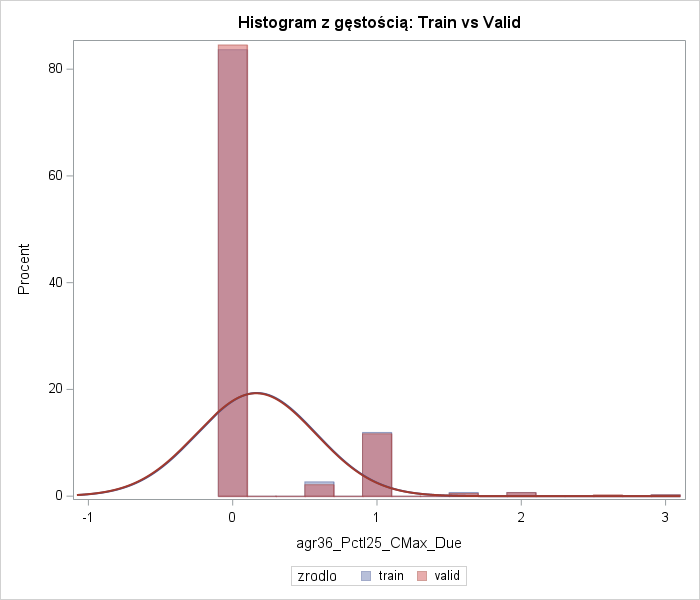 Histogram z gęstością: Train vs Valid
80
60
40
20
0
Procent
-1 0 1 2 3
agr36_Pctl25_CMax_Due
zrodlo train valid